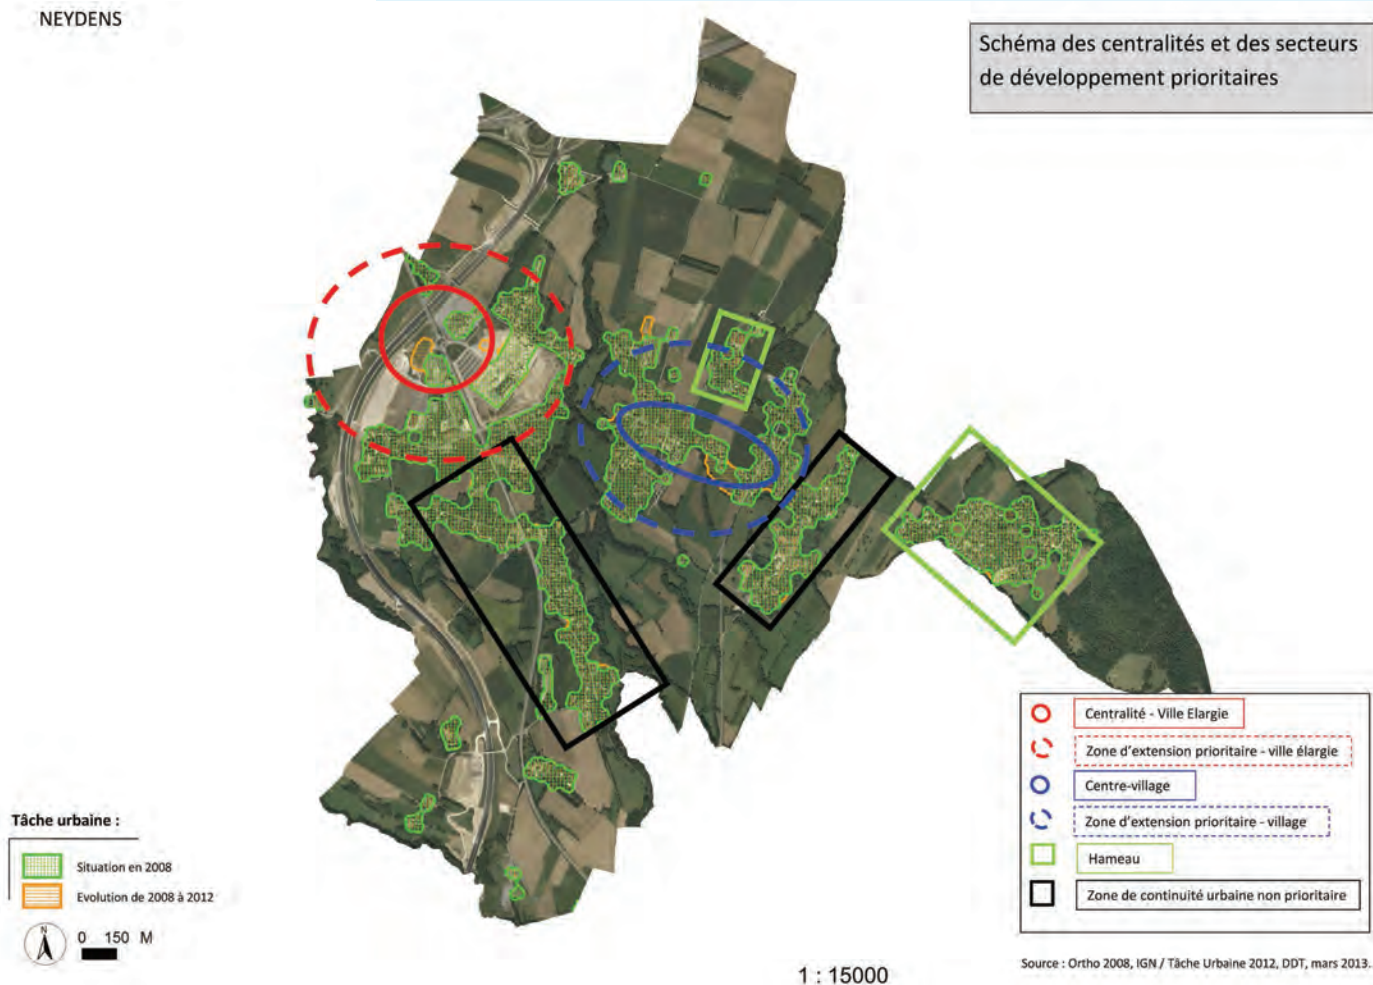 NEYDENS
Schéma des centralités et des secteurs
de développement prioritaires
Centralité - Ville Elargie
Zone d'extension prioritaire - ville élargie
Centre-village
Zone d'extension prioritaire - village
Hameau
Zone de continuité urbaine non prioritaire
Tâche urbaine :
Situation en 2008
Evolution de 2008 à 2012
N
0 150 M
1 : 15000
Source : Ortho 2008, IGN / Tâche Urbaine 2012, DDT, mars 2013.